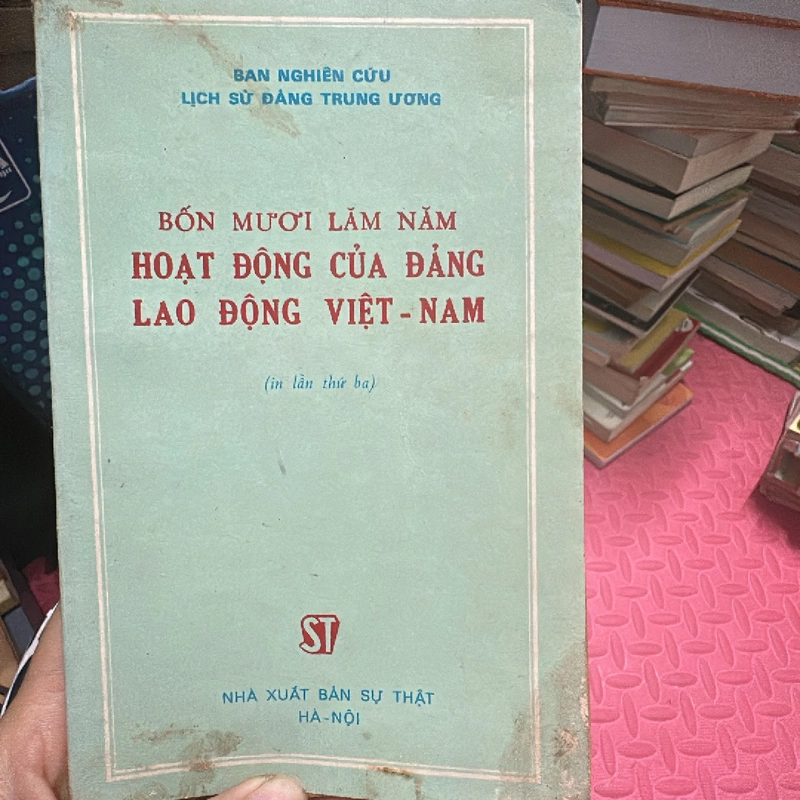 BAN NGHIÊN CỨU
LỊCH SỬ ĐẢNG TRUNG ƯƠNG
BỐN MƯƠI LĂM NĂM
HOẠT ĐỘNG CỦA ĐẢNG
LAO ĐỘNG VIỆT-NAM
(in lần thứ ba)
ST
NHÀ XUẤT BẢN SỰ THẬT
HÀ-NỘI